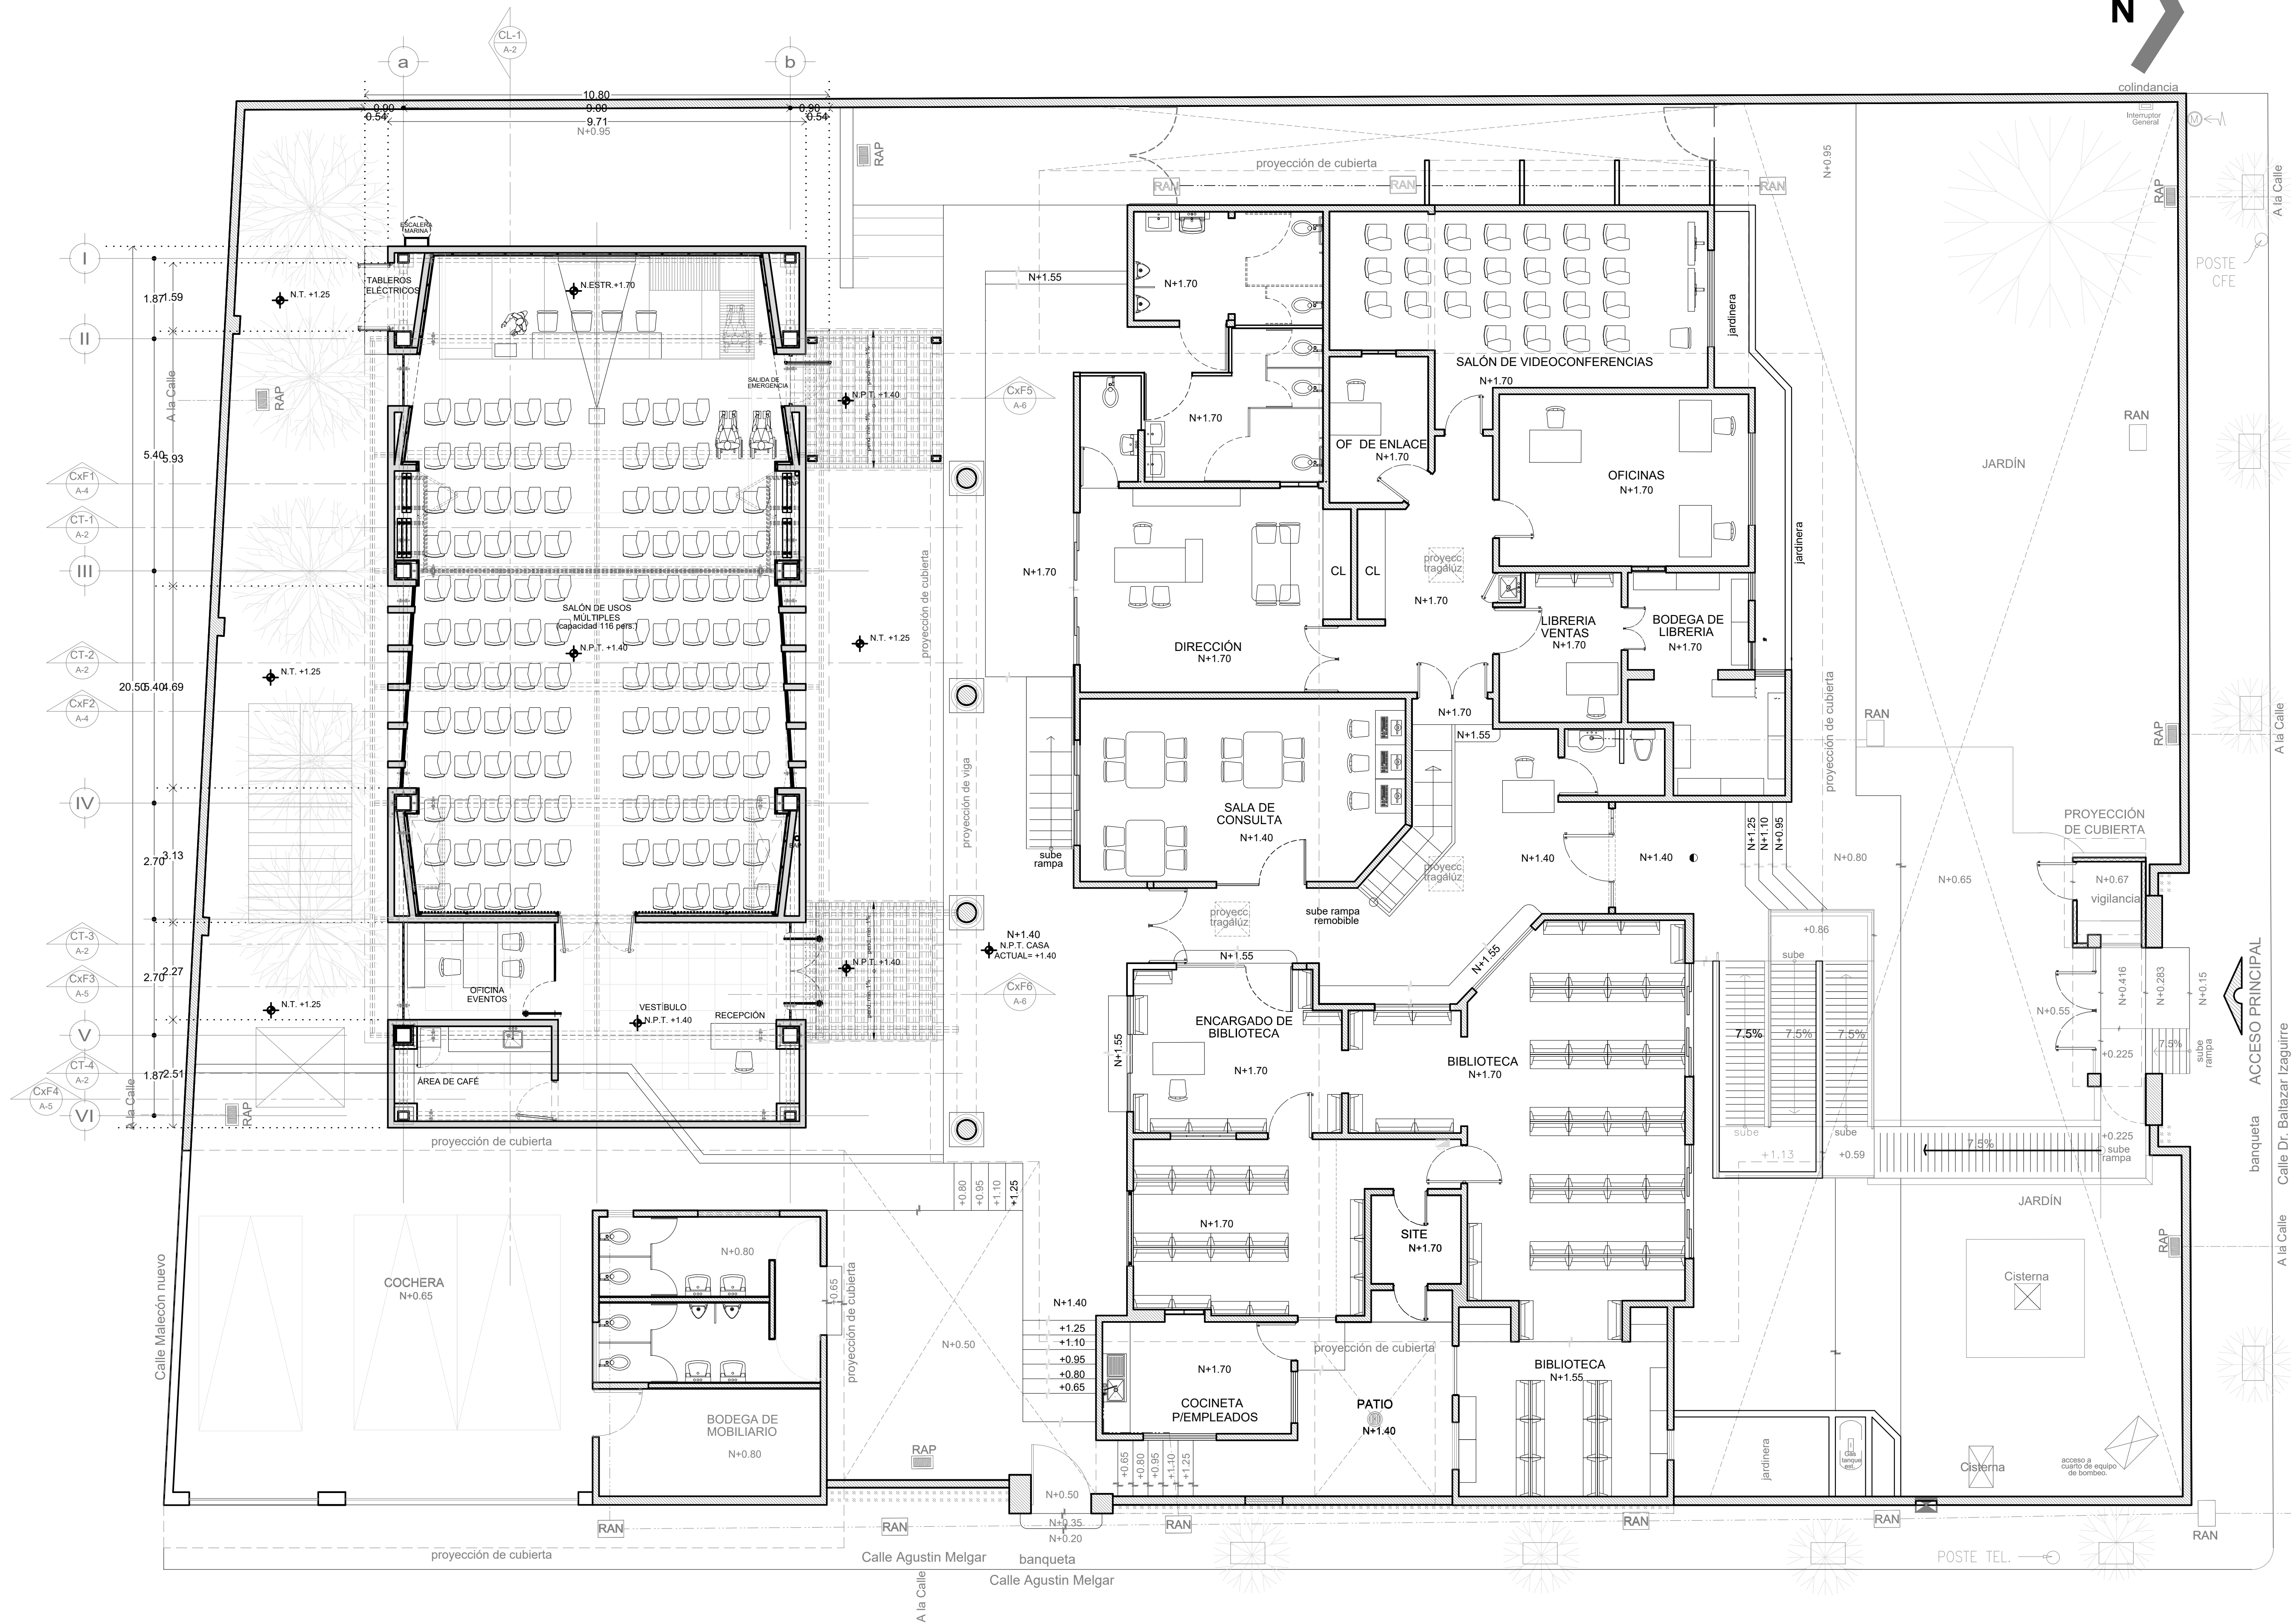 N
CL-1
A-2
a
b
10.80
0.90
9.00
0.90
0.54
9.71
0.54
N+0.95
colindancia
Interruptor
General
M
RAP
proyección de cubierta
RAN
RAN
RAN
N+0.95
RAP
A la Calle
POSTE
CFE
ESCALERA
MARINA
I
TABLEROS
ELÉCTRICOS
N.T. +1.25
N.ESTR.+1.70
1.87
1.59
N+1.55
N+1.70
jardinera
II
SALIDA DE
EMERGENCIA
SALÓN DE VIDEOCONFERENCIAS
N+1.70
A la Calle
RAP
N.P.T. +1.40
CxF5
A-6
N+1.70
RAN
OF DE ENLACE
N+1.70
5.40
5.93
JARDÍN
OFICINAS
N+1.70
CxF1
A-4
BAP
CT-1
A-2
jardinera
III
N+1.70
CL
CL
proyecc
tragalúz
proyección de cubierta
N+1.70
SALÓN DE USOS
MÚLTIPLES
(capacidad 116 pers.)
N.P.T. +1.40
LIBRERIA
VENTAS
N+1.70
BODEGA DE
LIBRERIA
N+1.70
N.T. +1.25
DIRECCIÓN
N+1.70
CT-2
A-2
N.T. +1.25
20.50
5.40
4.69
CxF2
A-4
N+1.70
RAN
A la Calle
N+1.55
RAP
proyección de cubierta
IV
SALA DE
CONSULTA
N+1.40
proyección de viga
PROYECCIÓN
DE CUBIERTA
N+1.25
N+1.10
N+0.95
BAP
2.70
3.13
sube
rampa
N+1.40
N+1.40
N+0.80
proyecc
tragalúz
N+0.65
N+0.67
vigilancia
proyecc
tragalúz
sube rampa
remobible
+0.86
CT-3
A-2
N+1.40
N.P.T. CASA
ACTUAL= +1.40
N+1.55
N+1.55
sube
ACCESO PRINCIPAL
2.70
2.27
CxF3
A-5
N.P.T. +1.40
CxF6
A-6
N+0.416
N+0.283
N+0.15
OFICINA
EVENTOS
N.T. +1.25
VESTÍBULO
N.P.T. +1.40
RECEPCIÓN
ENCARGADO DE
BIBLIOTECA
N+1.70
N+0.55
7.5%
7.5%
7.5%
V
N+1.55
BIBLIOTECA
N+1.70
+0.225
7.5%
sube
rampa
CT-4
A-2
1.87
2.51
ÁREA DE CAFÉ
CxF4
A-5
VI
A la Calle
RAP
proyección de cubierta
sube
sube
7.5%
+0.225
sube
rampa
+1.13
+0.59
banqueta
Calle Dr. Baltazar Izaguirre
A la Calle
+0.80
+0.95
+1.10
+1.25
JARDÍN
N+1.70
SITE
N+1.70
RAP
N+0.80
Calle Malecón nuevo
COCHERA
N+0.65
+0.65
proyección de cubierta
Cisterna
N+1.40
+1.25
+1.10
+0.95
+0.80
+0.65
N+0.50
proyección de cubierta
N+1.70
BIBLIOTECA
N+1.55
COCINETA
P/EMPLEADOS
PATIO
N+1.40
BODEGA DE
MOBILIARIO
N+0.80
RAP
+0.65
+0.80
+0.95
+1.10
+1.25
jardinera
Gas
tanque
est.
Cisterna
acceso a
cuarto de equipo
de bombeo.
N+0.50
N+0.35
N+0.20
RAN
RAN
RAN
RAN
RAN
RAN
proyección de cubierta
Calle Agustin Melgar
banqueta
POSTE TEL.
Calle Agustin Melgar
A la Calle